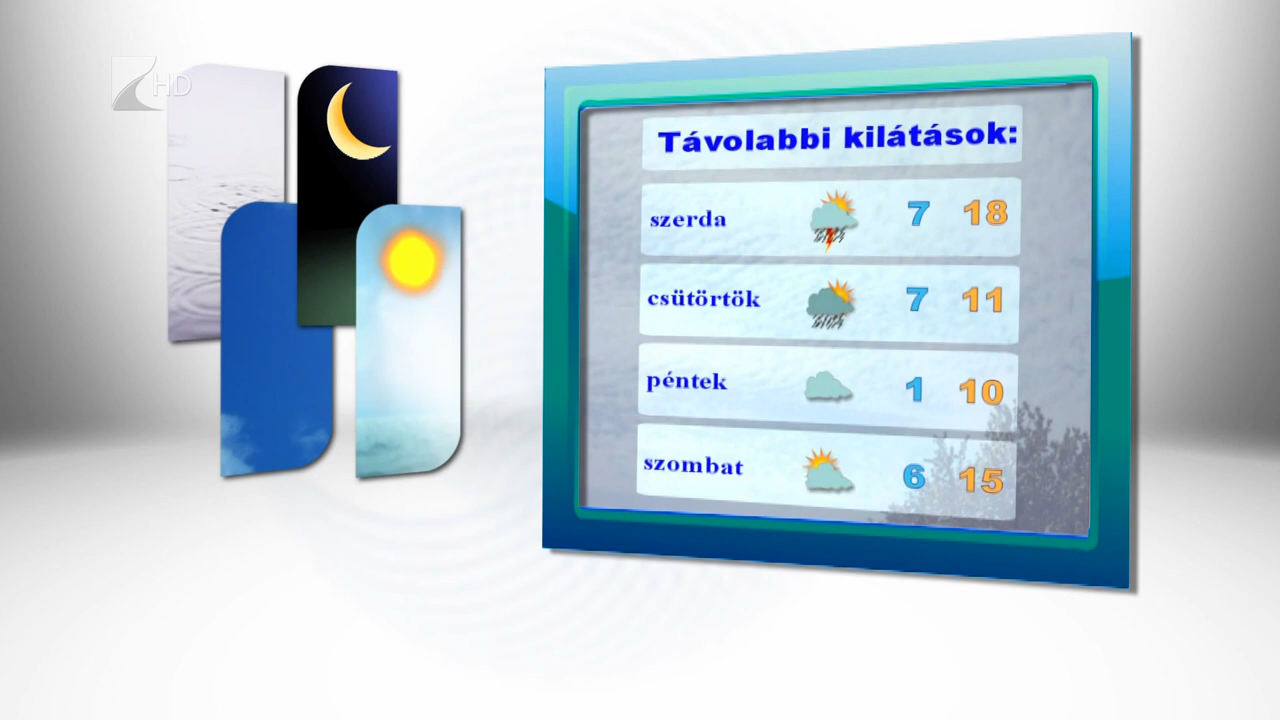 HD
Távolabbi kilátások:
szerda 7 18
csütörtök 7 11
péntek 1 10
szombat 6 15